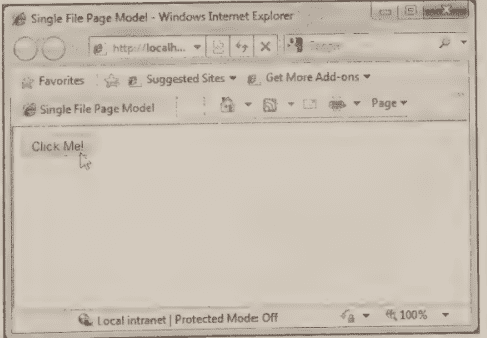 Single File Page Model - Windows Internet Explorer
http://localh...
Favorites Suggested Sites Get More Add-ons
Single File Page Model Page
Click Me!
Local intranet | Protected Mode: Off 100%